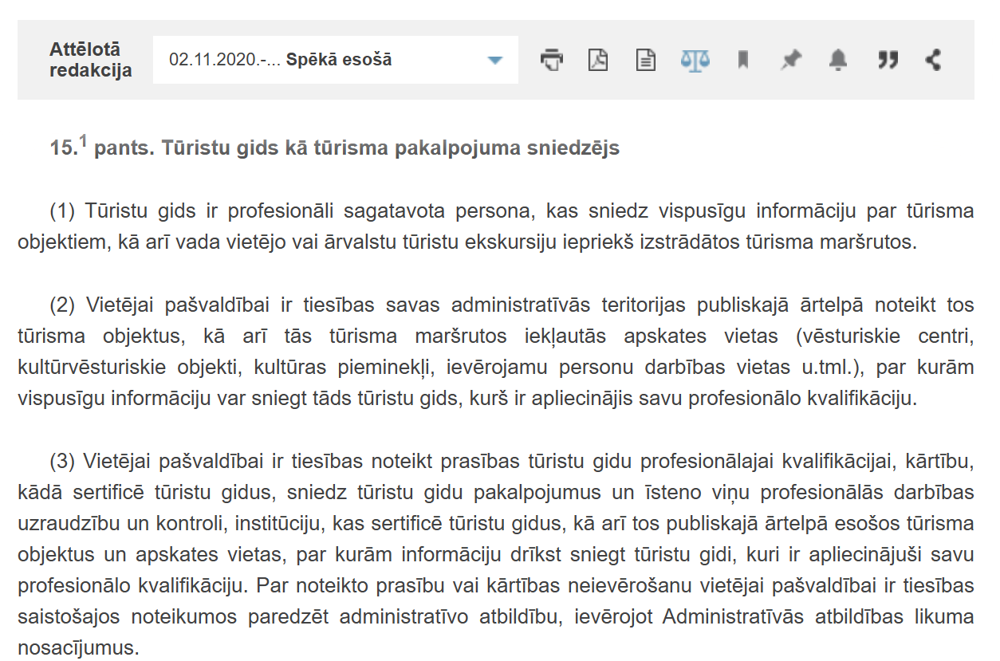 Attēlotā
redakcija
02.11.2020.-... Spēkā esošā
15.¹ pants. Tūristu gids kā tūrisma pakalpojuma sniedzējs
(1) Tūristu gids ir profesionāli sagatavota persona, kas sniedz vispusīgu informāciju par tūrisma
objektiem, kā arī vada vietējo vai ārvalstu tūristu ekskursiju iepriekš izstrādātos tūrisma maršrutos.
(2) Vietējai pašvaldībai ir tiesības savas administratīvās teritorijas publiskajā ārtelpā noteikt tos
tūrisma objektus, kā arī tās tūrisma maršrutos iekļautās apskates vietas (vēsturiskie centri,
kultūrvēsturiskie objekti, kultūras pieminekļi, ievērojamu personu darbības vietas u.tml.), par kurām
vispusīgu informāciju var sniegt tāds tūristu gids, kurš ir apliecinājis savu profesionālo kvalifikāciju.
(3) Vietējai pašvaldībai ir tiesības noteikt prasības tūristu gidu profesionālajai kvalifikācijai, kārtību,
kādā sertificē tūristu gidus, sniedz tūristu gidu pakalpojumus un īsteno viņu profesionālās darbības
uzraudzību un kontroli, institūciju, kas sertificē tūristu gidus, kā arī tos publiskajā ārtelpā esošos tūrisma
objektus un apskates vietas, par kurām informāciju drīkst sniegt tūristu gidi, kuri ir apliecinājuši savu
profesionālo kvalifikāciju. Par noteikto prasību vai kārtības neievērošanu vietējai pašvaldībai ir tiesības
saistošajos noteikumos paredzēt administratīvo atbildību, ievērojot Administratīvās atbildības likuma
nosacījumus.